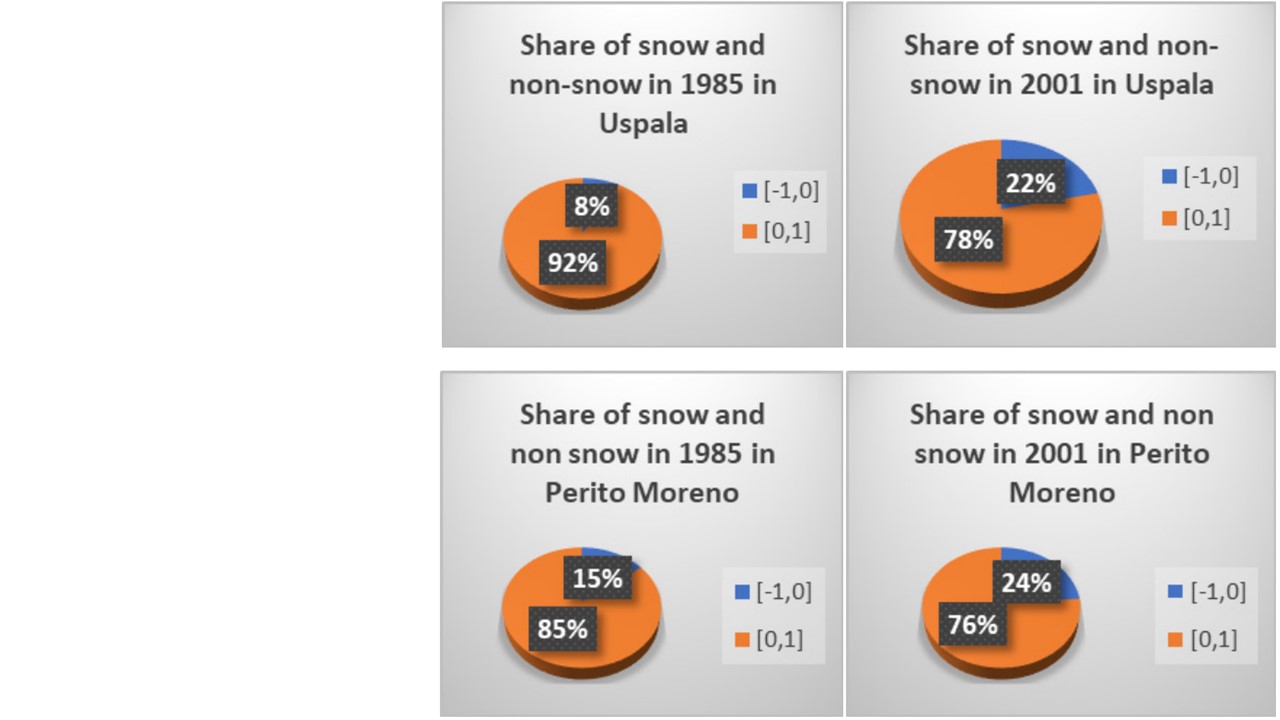 Share of snow and
non-snow in 1985 in
Uspala
8%
92%
[-1,0]
[0,1]
Share of snow and non-
snow in 2001 in Uspala
22%
78%
[-1,0]
[0,1]
Share of snow and
non snow in 1985 in
Perito Moreno
15%
85%
[-1,0]
[0,1]
Share of snow and non
snow in 2001 in Perito
Moreno
24%
76%
[-1,0]
[0,1]